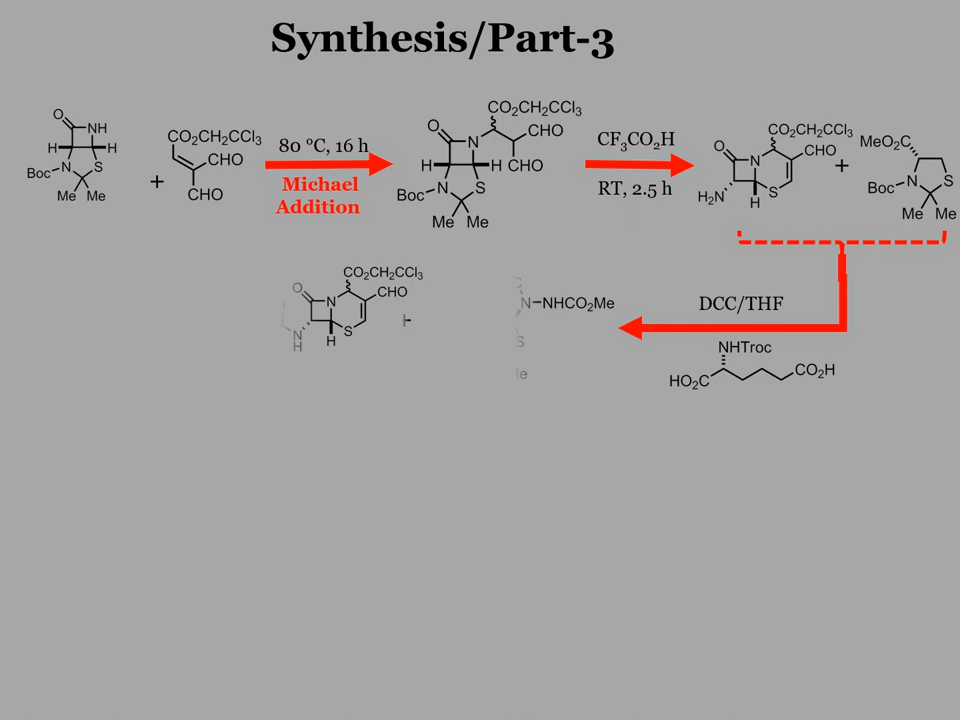 Synthesis/Part-3
O
NH
H
H
Boc
N
S
Me Me
+
CO₂CH₂CCl₃
CHO
CHO
80 °C, 16 h
Michael
Addition
CO₂CH₂CCl₃
O
N
CHO
H
H
CHO
Boc
N
S
Me Me
CF₃CO₂H
RT, 2.5 h
CO₂CH₂CCl₃
O
N
CHO
H₂N
S
H
+
MeO₂C
Boc
N
S
Me Me
CO₂CH₂CCl₃
O
N
CHO
N
H
H
S
N–NHCO₂Me
S
DCC/THF
NHTroc
HO₂C
CO₂H